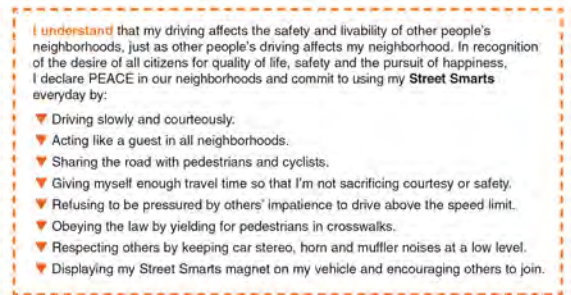 I understand that my driving affects the safety and livability of other people's
neighborhoods, just as other people's driving affects my neighborhood. In recognition
of the desire of all citizens for quality of life, safety and the pursuit of happiness,
I declare PEACE in our neighborhoods and commit to using my Street Smarts
everyday by:
Driving slowly and courteously.
Acting like a guest in all neighborhoods.
Sharing the road with pedestrians and cyclists.
Giving myself enough travel time so that I'm not sacrificing courtesy or safety.
Refusing to be pressured by others' impatience to drive above the speed limit.
Obeying the law by yielding for pedestrians in crosswalks.
Respecting others by keeping car stereo, horn and muffler noises at a low level.
Displaying my Street Smarts magnet on my vehicle and encouraging others to join.